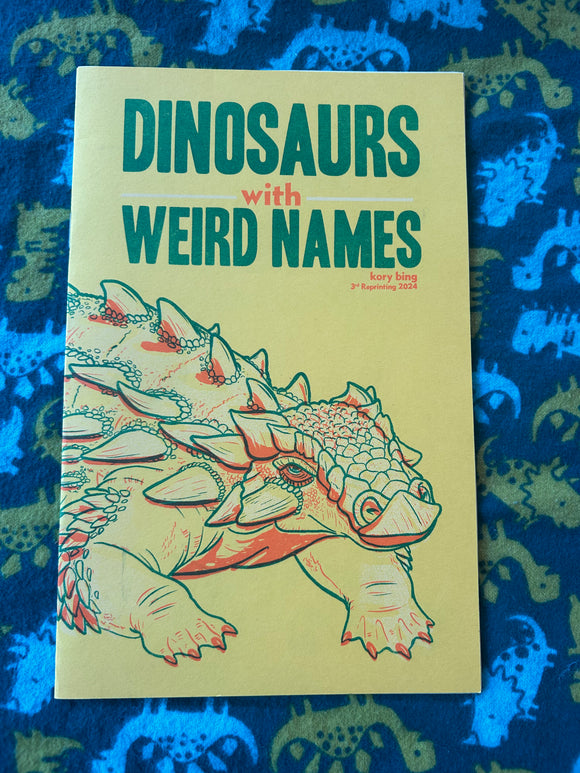 DINOSAURS
with
WEIRD NAMES
kory bing
3rd Reprinting 2024